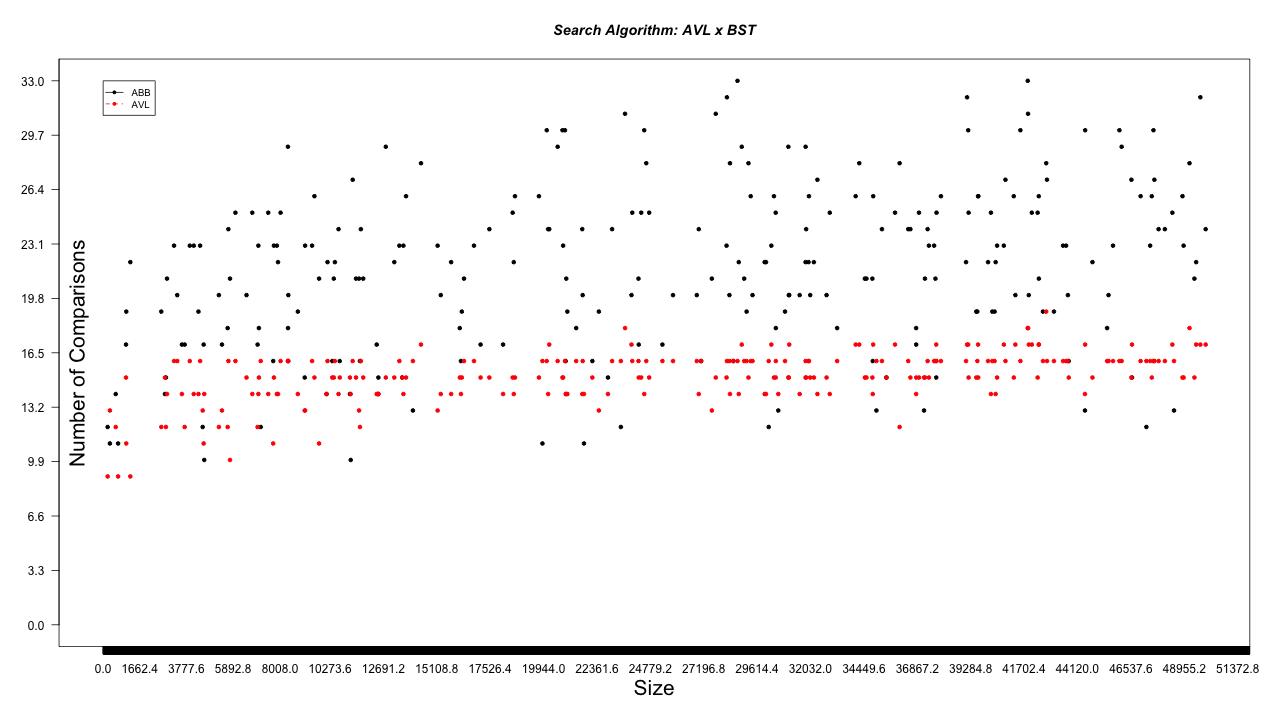 Search Algorithm: AVL x BST
ABB
AVL
33.0
29.7
26.4
23.1
19.8
16.5
13.2
9.9
6.6
3.3
0.0
Number of Comparisons
0.0 1662.4 3777.6 5892.8 8008.0 10273.6 12691.2 15108.8 17526.4 19944.0 22361.6 24779.2 27196.8 29614.4 32032.0 34449.6 36867.2 39284.8 41702.4 44120.0 46537.6 48955.2 51372.8
Size